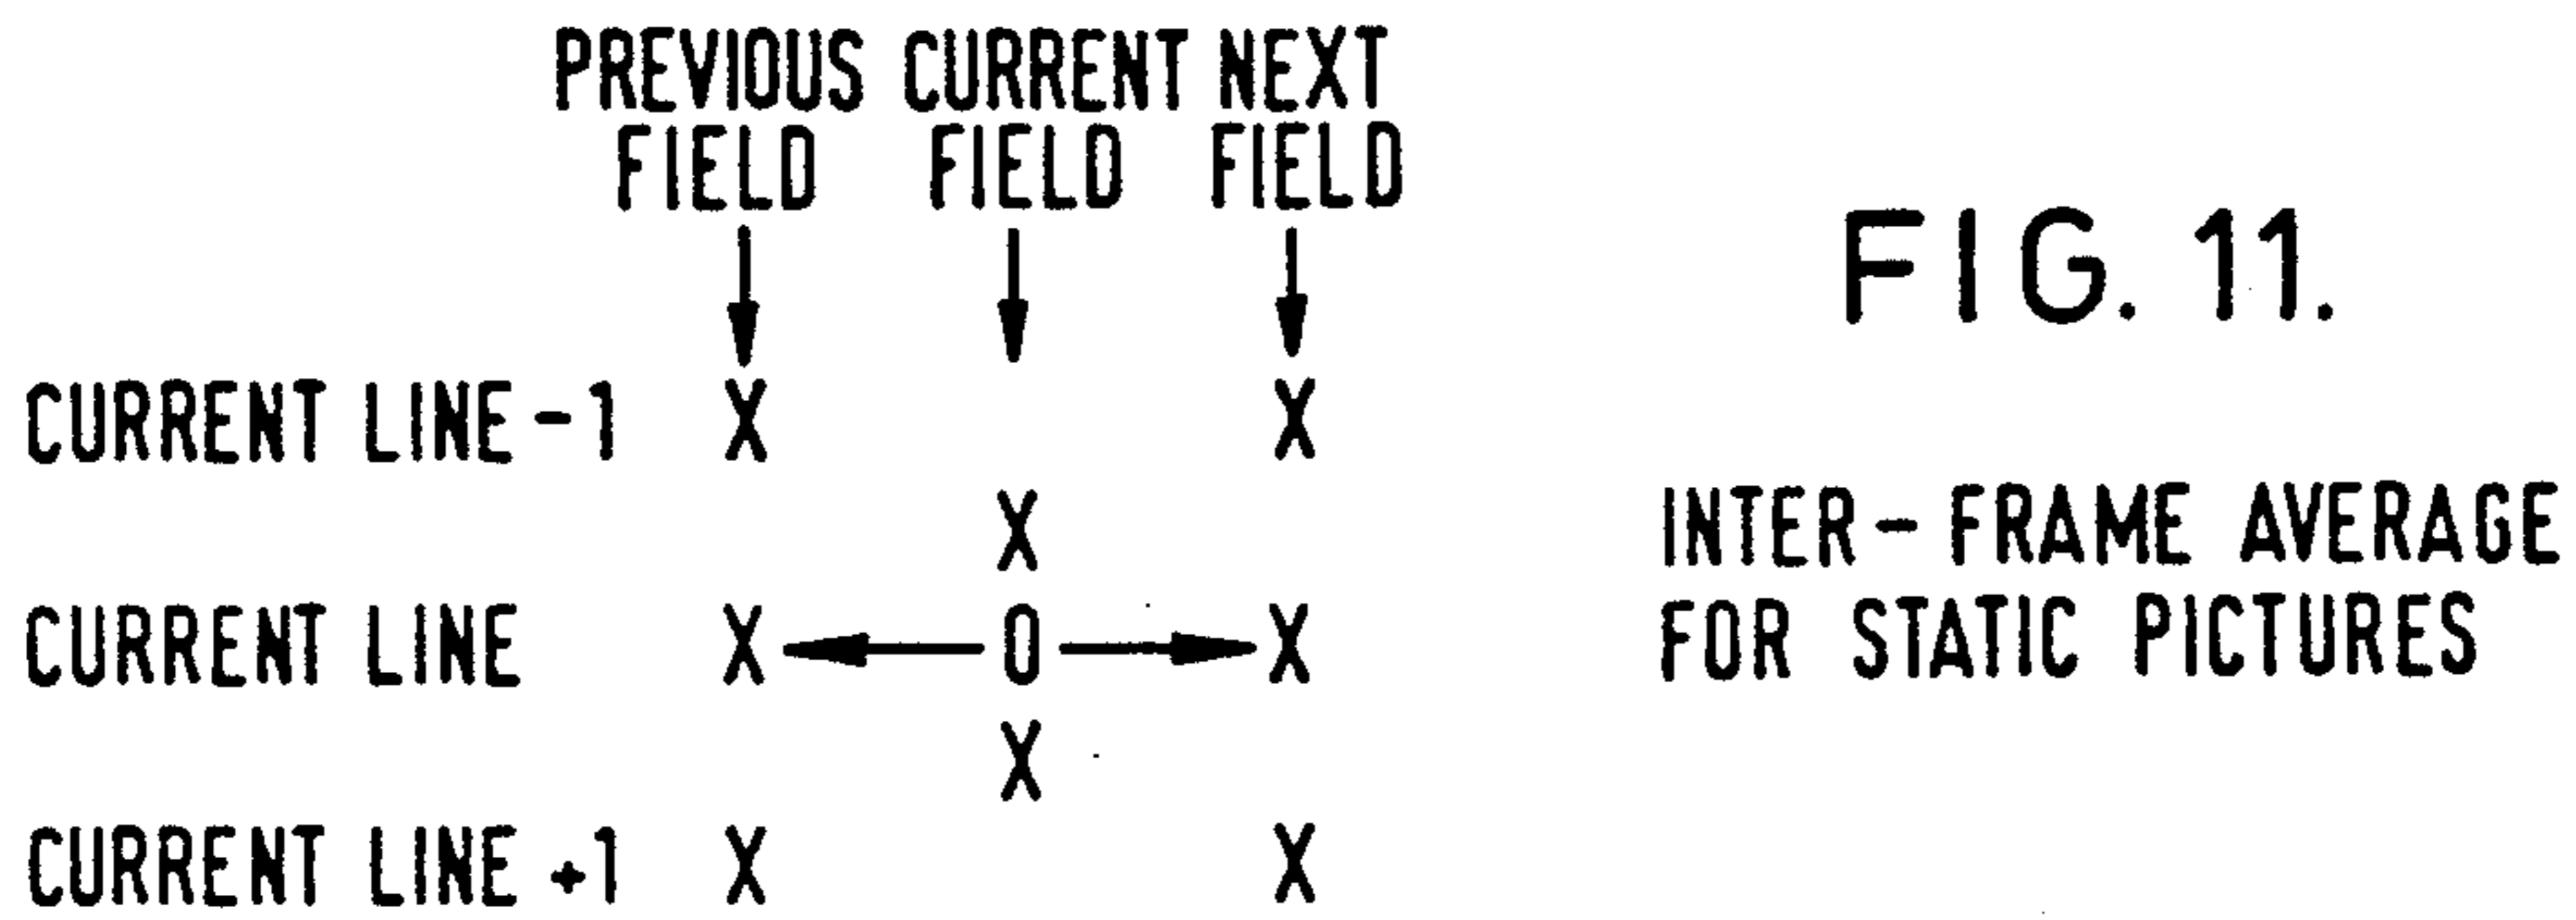 PREVIOUS CURRENT NEXT
FIELD FIELD FIELD
FIG. 11.
CURRENT LINE - 1 X X
X
INTER - FRAME AVERAGE
CURRENT LINE X O X
FOR STATIC PICTURES
X
CURRENT LINE +1 X X